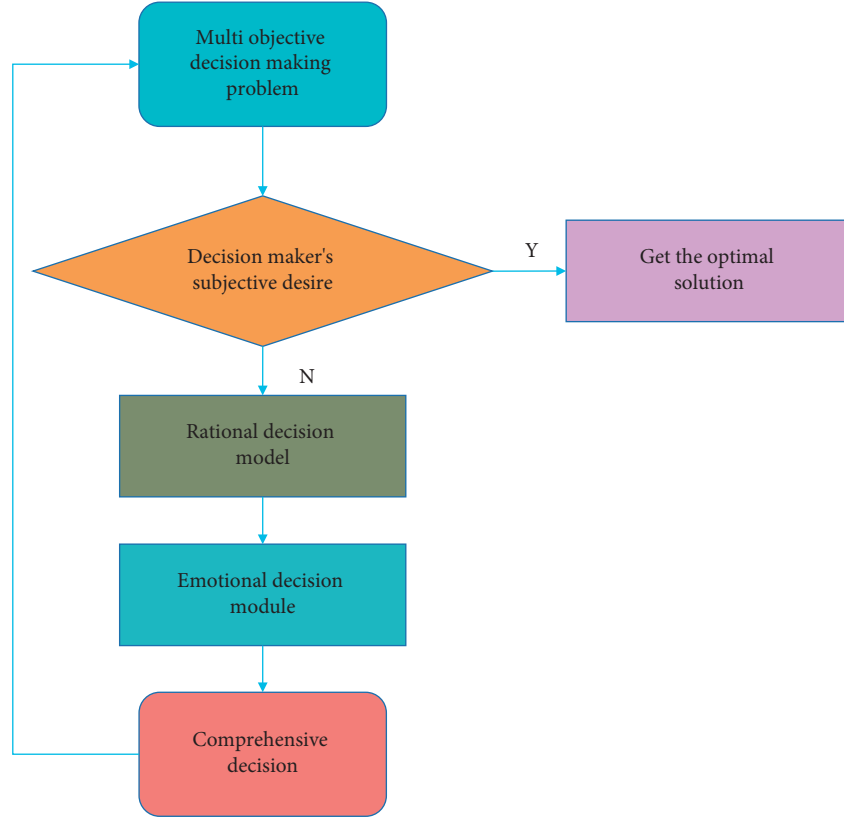 Multi objective
decision making
problem
Decision maker's
subjective desire
Y
Get the optimal
solution
N
Rational decision
model
Emotional decision
module
Comprehensive
decision